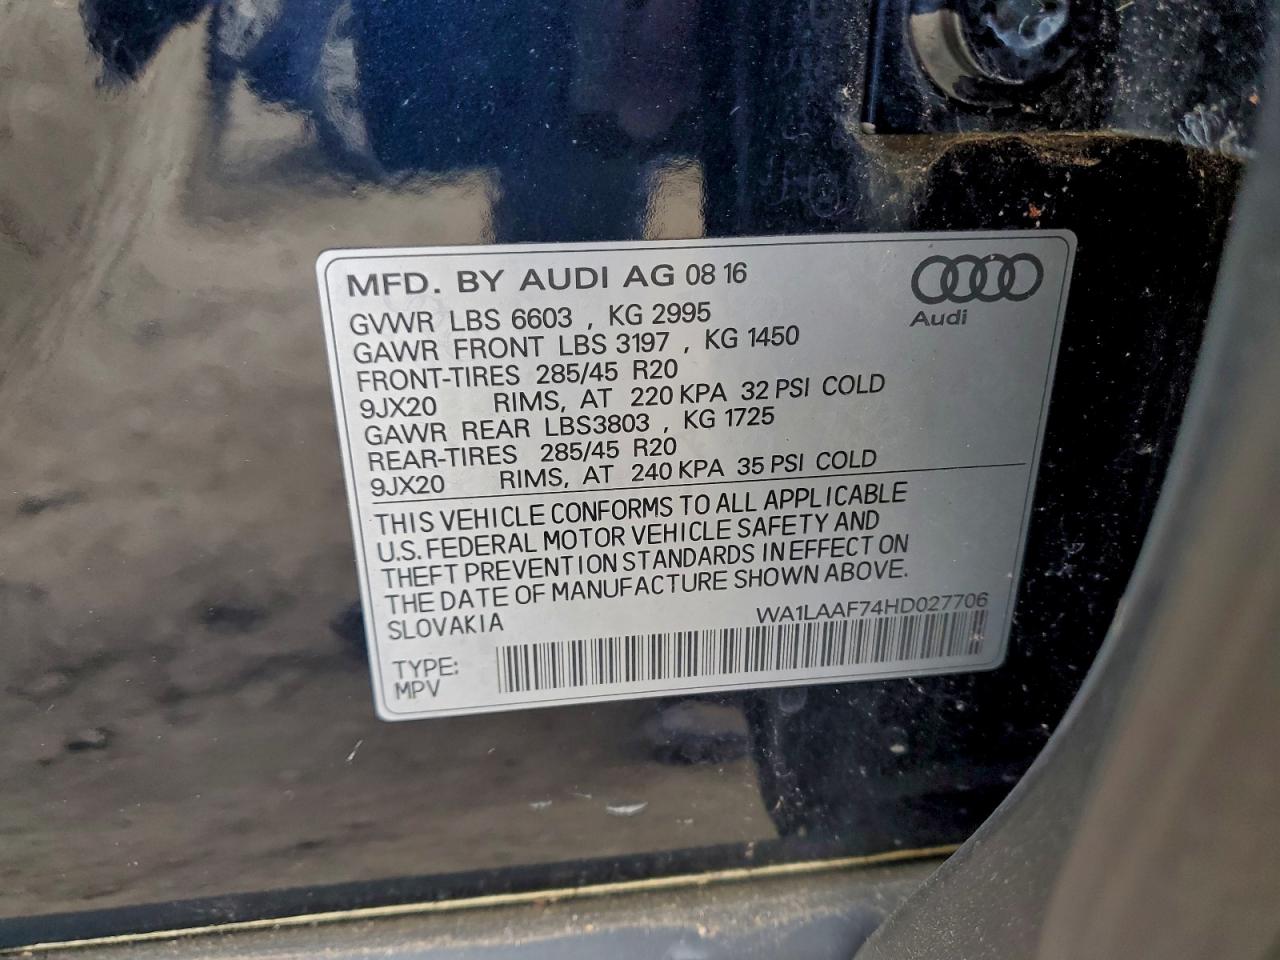 MFD. BY AUDI AG 08 16
Audi
GVWR LBS 6603 , KG 2995
GAWR FRONT LBS 3197 , KG 1450
FRONT-TIRES 285/45 R20
9JX20 RIMS, AT 220 KPA 32 PSI COLD
GAWR REAR LBS3803 , KG 1725
REAR-TIRES 285/45 R20
9JX20 RIMS, AT 240 KPA 35 PSI COLD
THIS VEHICLE CONFORMS TO ALL APPLICABLE
U.S. FEDERAL MOTOR VEHICLE SAFETY AND
THEFT PREVENTION STANDARDS IN EFFECT ON
THE DATE OF MANUFACTURE SHOWN ABOVE.
SLOVAKIA
WA1LAAF74HD027706
TYPE:
MPV